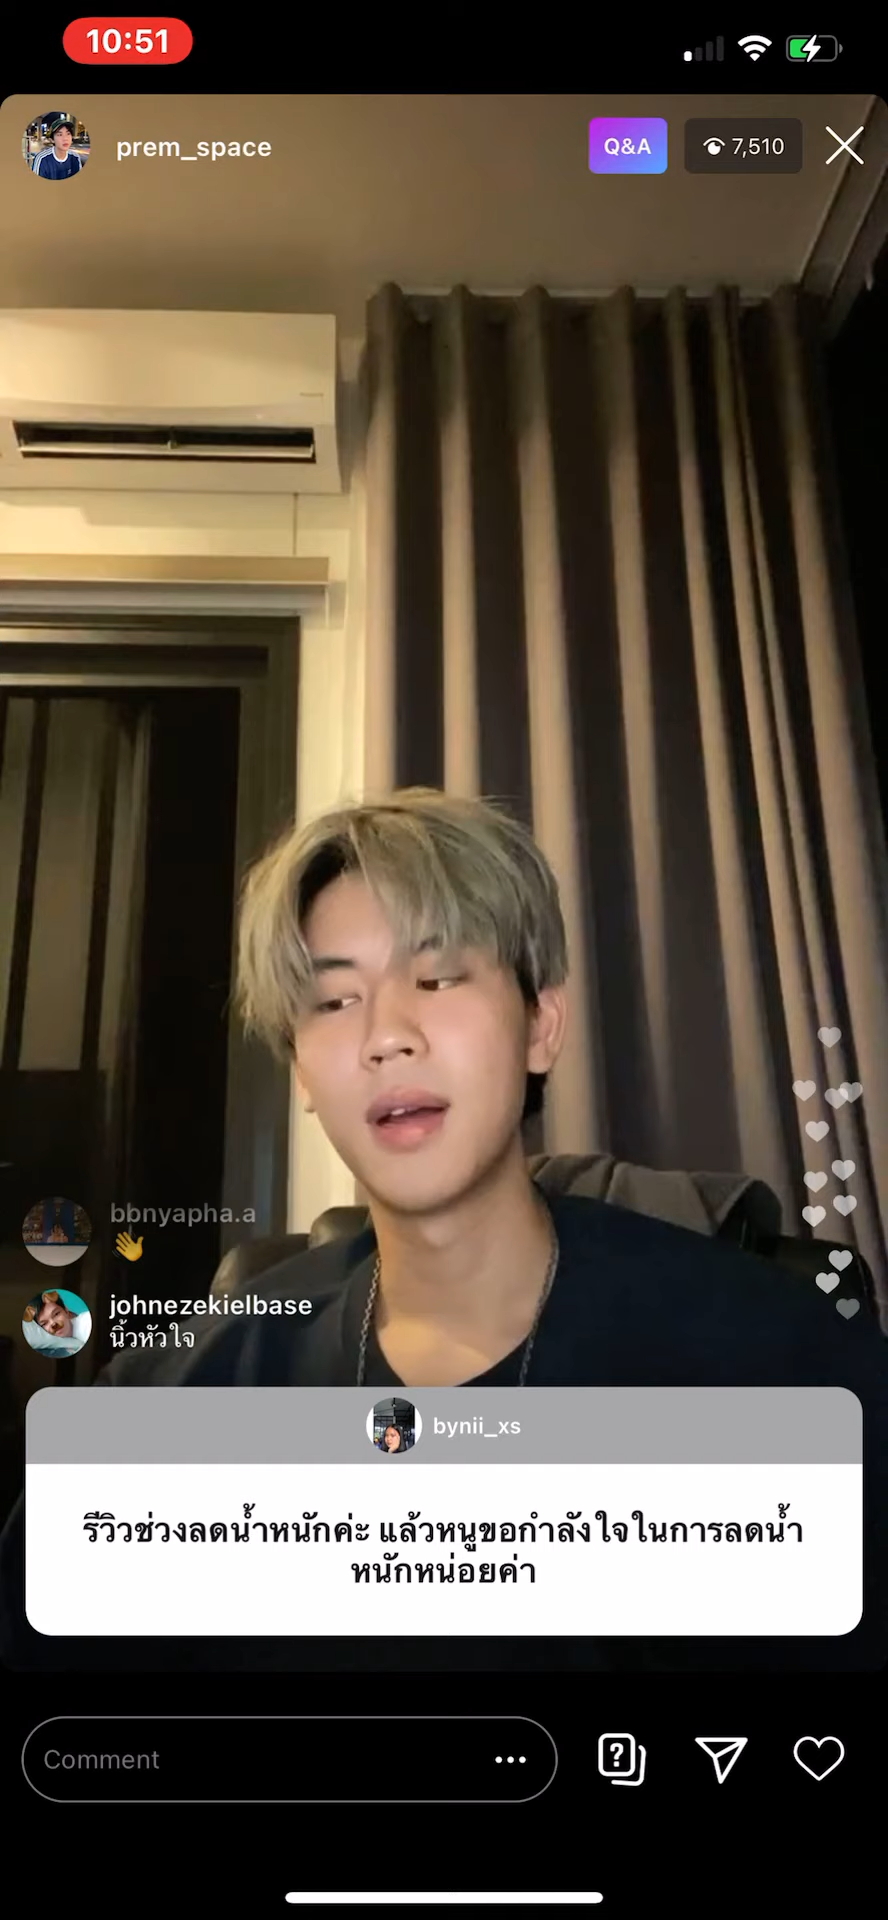 10:51
prem_space
Q&A
7,510
bbnyapha.a
👋
johnezekielbase
นิ้วหัวใจ
bynii_xs
รีวิวช่วงลดน้ำหนักค่ะ แล้วหนูขอกำลังใจในการลดน้ำ
หนักหน่อยค่า
Comment